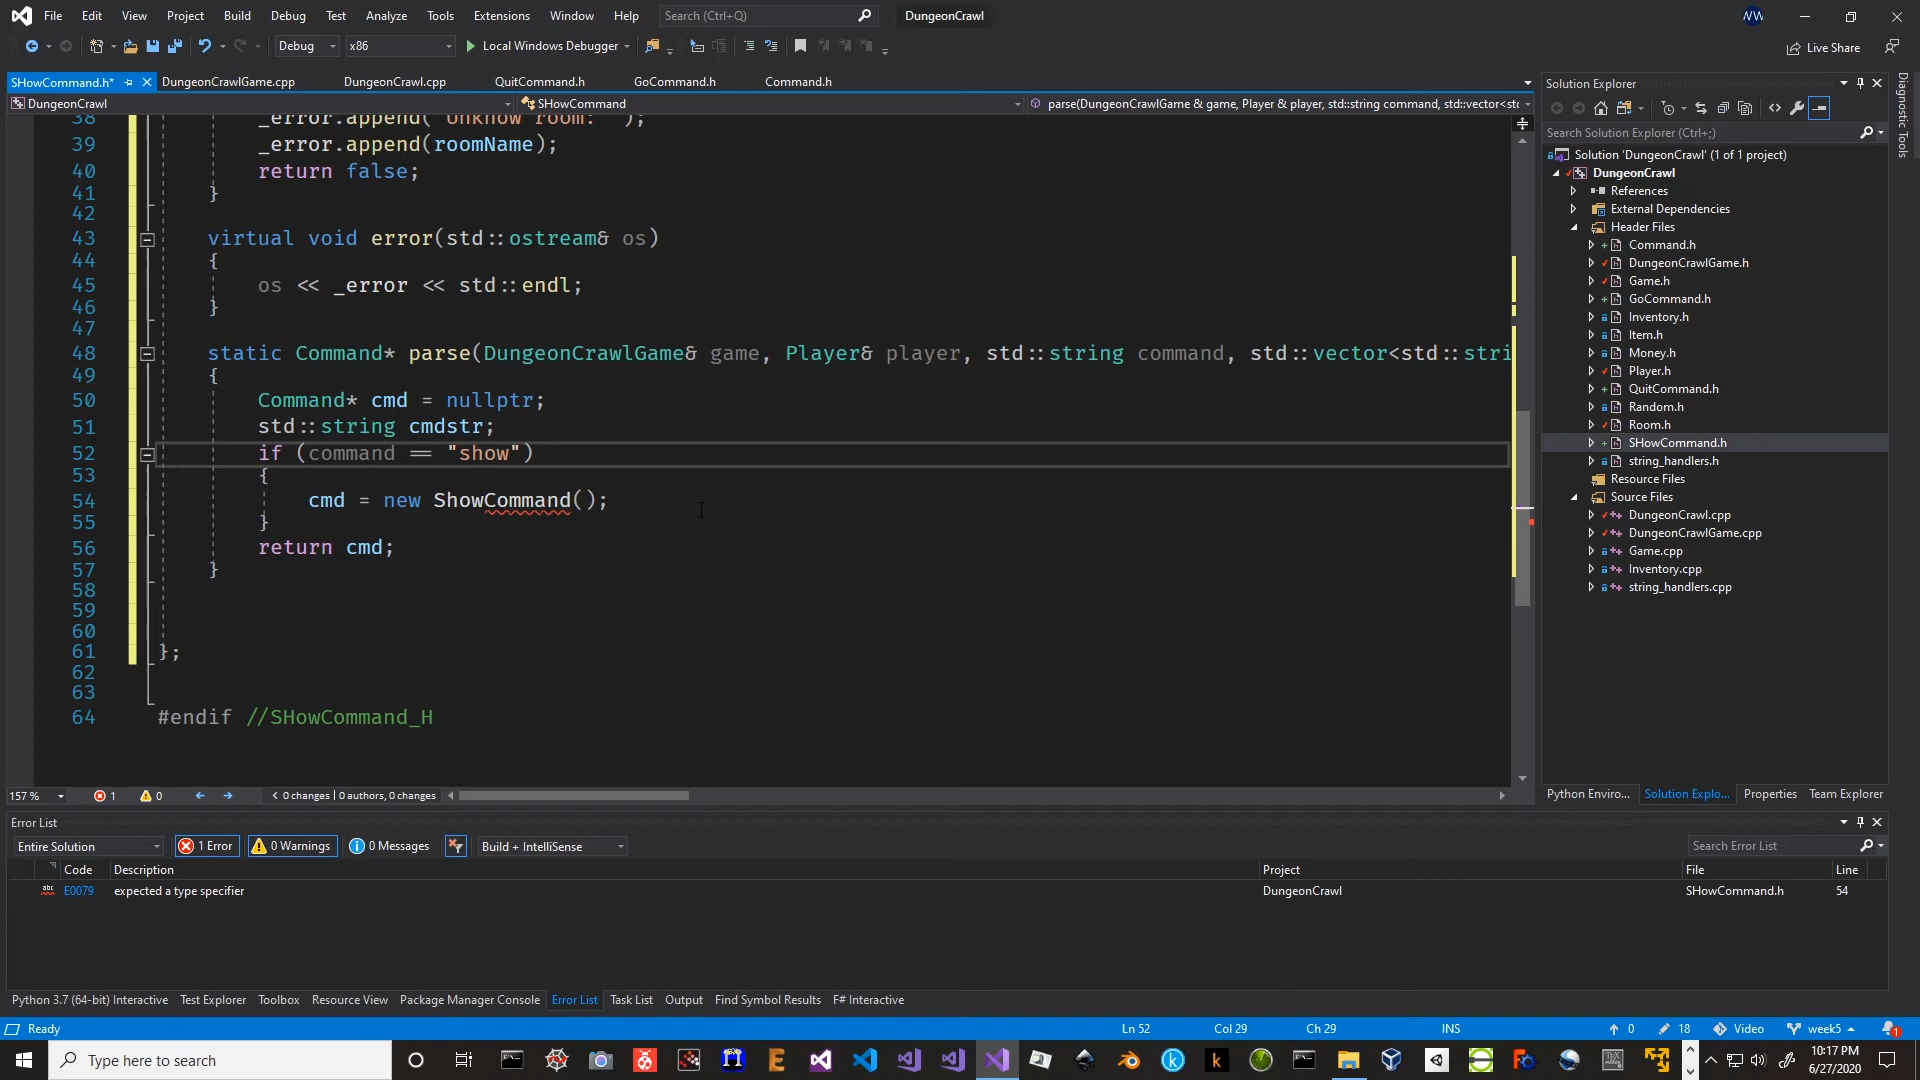 File Edit View Project Build Debug Test Analyze Tools Extensions Window Help Search (Ctrl+Q) DungeonCrawl
Debug x86 Local Windows Debugger Live Share
SHowCommand.h* DungeonCrawlGame.cpp DungeonCrawl.cpp QuitCommand.h GoCommand.h Command.h
DungeonCrawl SHowCommand parse(DungeonCrawlGame & game, Player & player, std::string command, std::vector<stc
38 _error.append("Unknow room: ");
39 _error.append(roomName);
40 return false;
41 }
42
43 virtual void error(std::ostream& os)
44 {
45 os << _error << std::endl;
46 }
47
48 static Command* parse(DungeonCrawlGame& game, Player& player, std::string command, std::vector<std::stri
49 {
50 Command* cmd = nullptr;
51 std::string cmdstr;
52 if (command == "show")
53 {
54 cmd = new ShowCommand();
55 }
56 return cmd;
57 }
58
59
60
61 };
62
63
64 #endif //SHowCommand_H
157 % 1 0 0 changes | 0 authors, 0 changes
Solution Explorer
Search Solution Explorer (Ctrl+;)
Solution 'DungeonCrawl' (1 of 1 project)
DungeonCrawl
References
External Dependencies
Header Files
Command.h
DungeonCrawlGame.h
Game.h
GoCommand.h
Inventory.h
Item.h
Money.h
Player.h
QuitCommand.h
Random.h
Room.h
SHowCommand.h
string_handlers.h
Resource Files
Source Files
DungeonCrawl.cpp
DungeonCrawlGame.cpp
Game.cpp
Inventory.cpp
string_handlers.cpp
Python Enviro... Solution Explo... Properties Team Explorer
Diagnostic Tools
Error List
Entire Solution 1 Error 0 Warnings 0 Messages Build + IntelliSense Search Error List
Code Description Project File Line
abc E0079 expected a type specifier DungeonCrawl SHowCommand.h 54
Python 3.7 (64-bit) Interactive Test Explorer Toolbox Resource View Package Manager Console Error List Task List Output Find Symbol Results F# Interactive
Ready Ln 52 Col 29 Ch 29 INS 0 18 Video week5 1
Type here to search 10:17 PM
6/27/2020